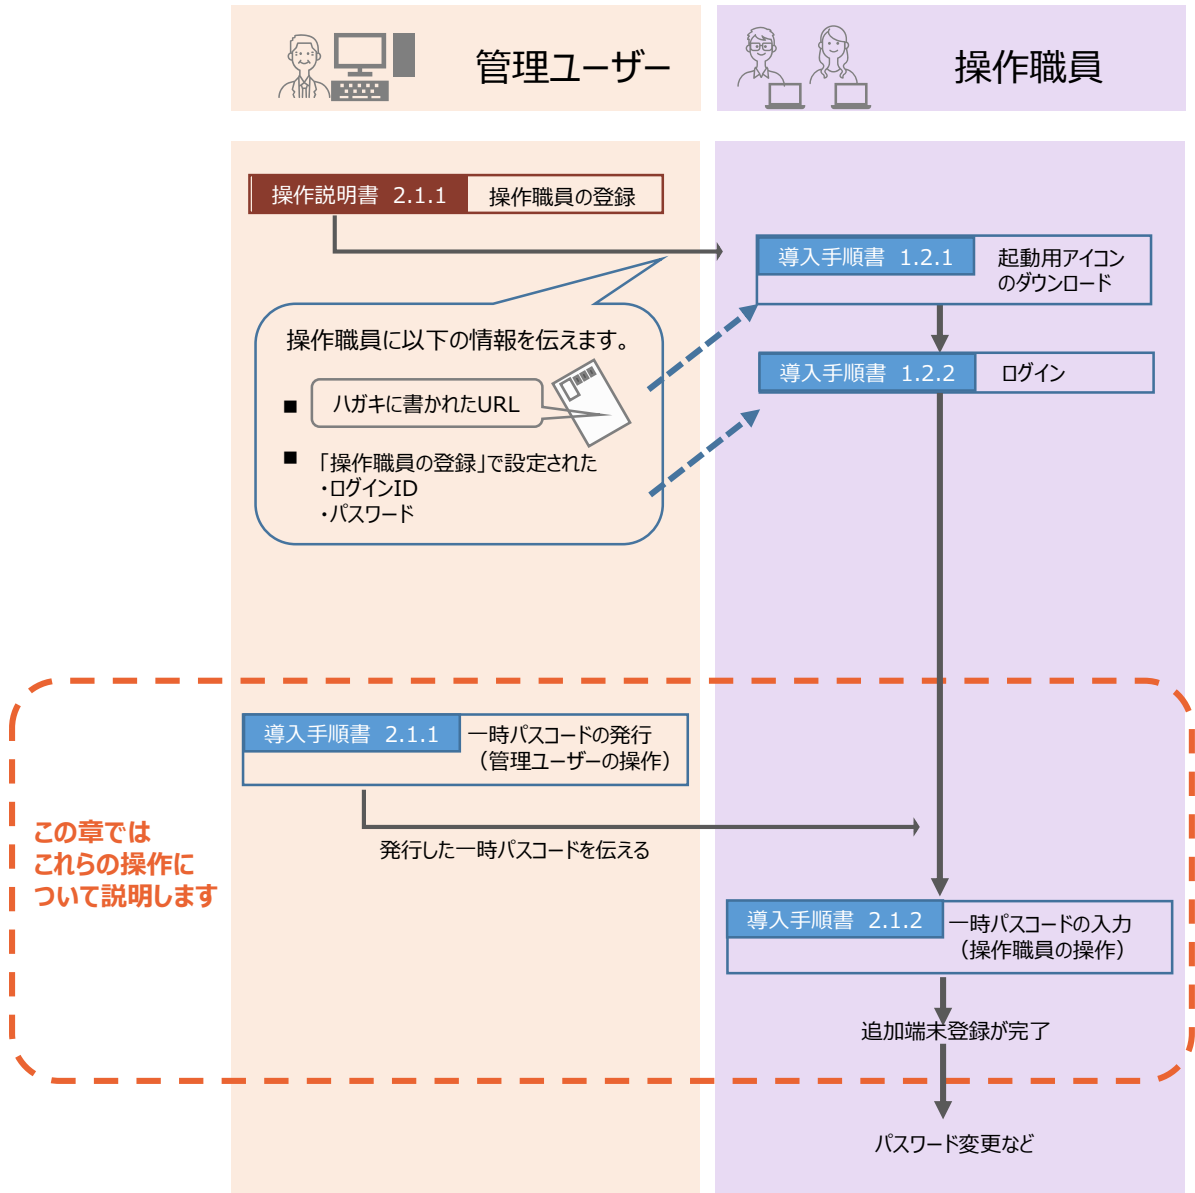 管理ユーザー
操作職員
操作説明書 2.1.1
操作職員の登録
導入手順書 1.2.1
起動用アイコン
のダウンロード
操作職員に以下の情報を伝えます。
■ ハガキに書かれたURL
■ 「操作職員の登録」で設定された
・ログインID
・パスワード
導入手順書 1.2.2
ログイン
導入手順書 2.1.1
一時パスコードの発行
（管理ユーザーの操作）
発行した一時パスコードを伝える
この章では
これらの操作に
ついて説明します
導入手順書 2.1.2
一時パスコードの入力
（操作職員の操作）
追加端末登録が完了
パスワード変更など